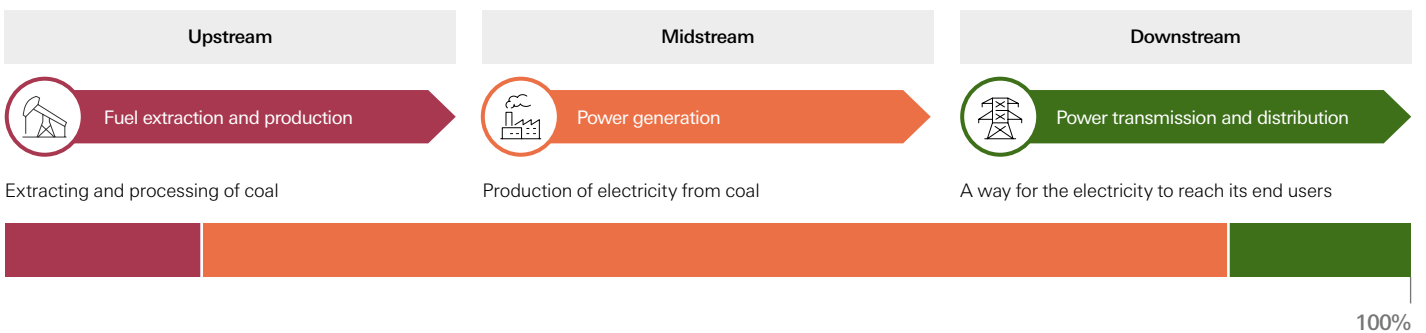 Upstream
Midstream
Downstream
Fuel extraction and production
Power generation
Power transmission and distribution
Extracting and processing of coal
Production of electricity from coal
A way for the electricity to reach its end users
100%